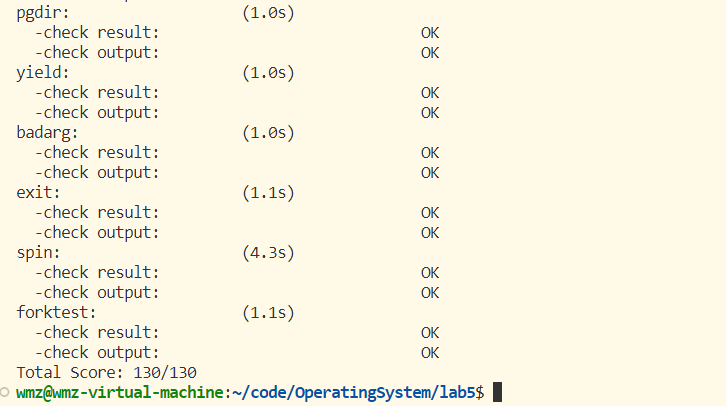 pgdir:                   (1.0s)
  -check result:                             OK
  -check output:                             OK
yield:                   (1.0s)
  -check result:                             OK
  -check output:                             OK
badarg:                  (1.0s)
  -check result:                             OK
  -check output:                             OK
exit:                    (1.1s)
  -check result:                             OK
  -check output:                             OK
spin:                    (4.3s)
  -check result:                             OK
  -check output:                             OK
forktest:                (1.1s)
  -check result:                             OK
  -check output:                             OK
Total Score: 130/130
wmz@wmz-virtual-machine:~/code/OperatingSystem/lab5$